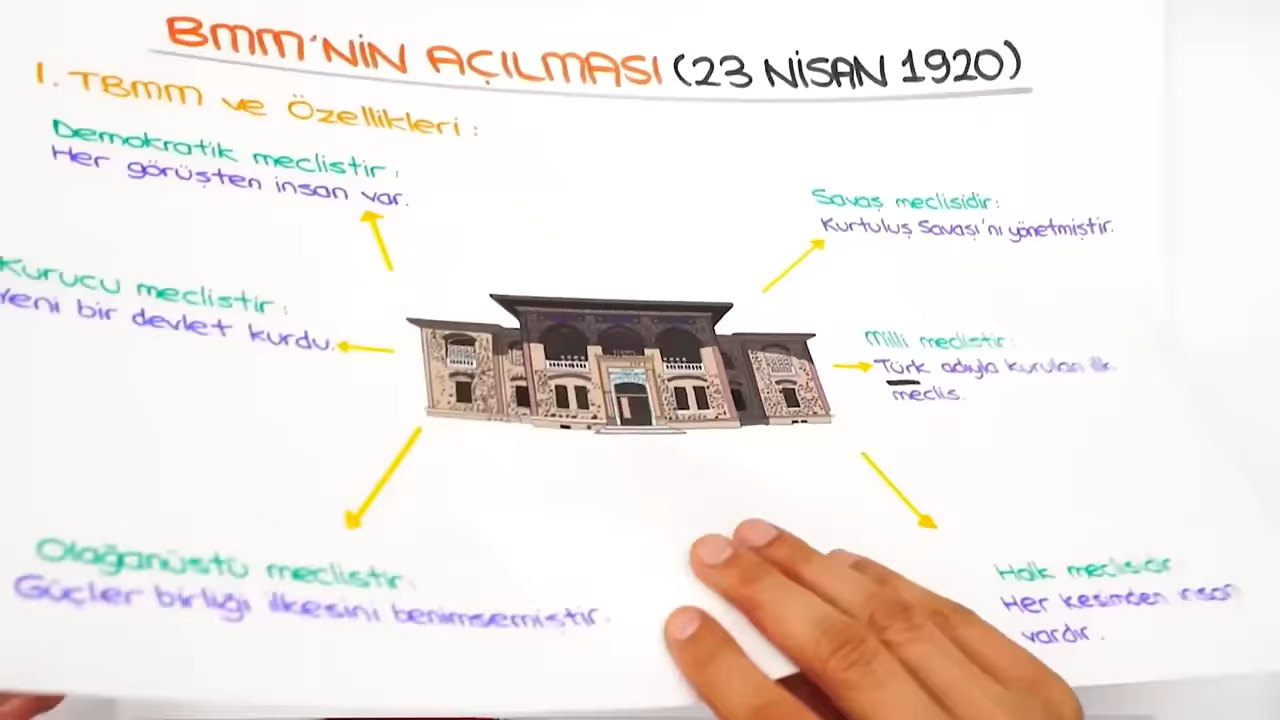 BMM'NİN AÇILMASI (23 NİSAN 1920)
1. TBMM ve Özellikleri:
Demokratik meclistir:
Her görüşten insan var.
Kurucu meclistir:
Yeni bir devlet kurdu.
Olağanüstü meclistir.
Güçler birliği ilkesini benimsemiştir.
Savaş meclisidir:
Kurtuluş Savaşı'nı yönetmiştir.
Milli meclistir:
Türk adıyla kurulan ilk
meclis.
Halk meclisidir
Her kesimden insan
vardır.